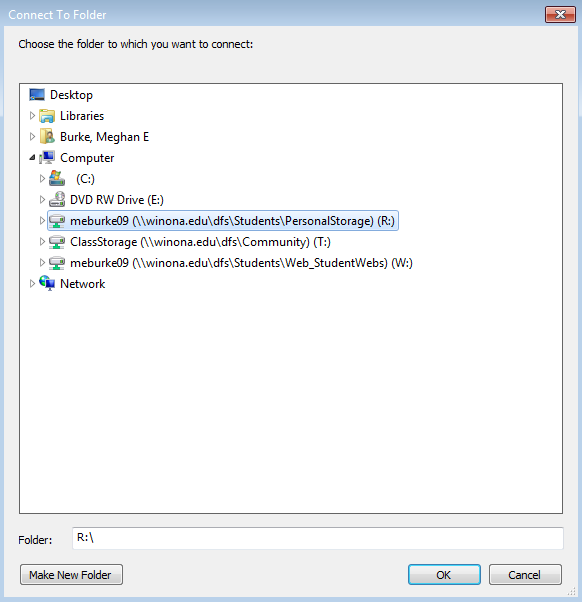 Connect To Folder
Choose the folder to which you want to connect:
Desktop
Libraries
Burke, Meghan E
Computer
(C:)
DVD RW Drive (E:)
meburke09 (\\winona.edu\dfs\Students\PersonalStorage) (R:)
ClassStorage (\\winona.edu\dfs\Community) (T:)
meburke09 (\\winona.edu\dfs\Students\Web_StudentWebs) (W:)
Network
Folder: R:\
Make New Folder OK Cancel